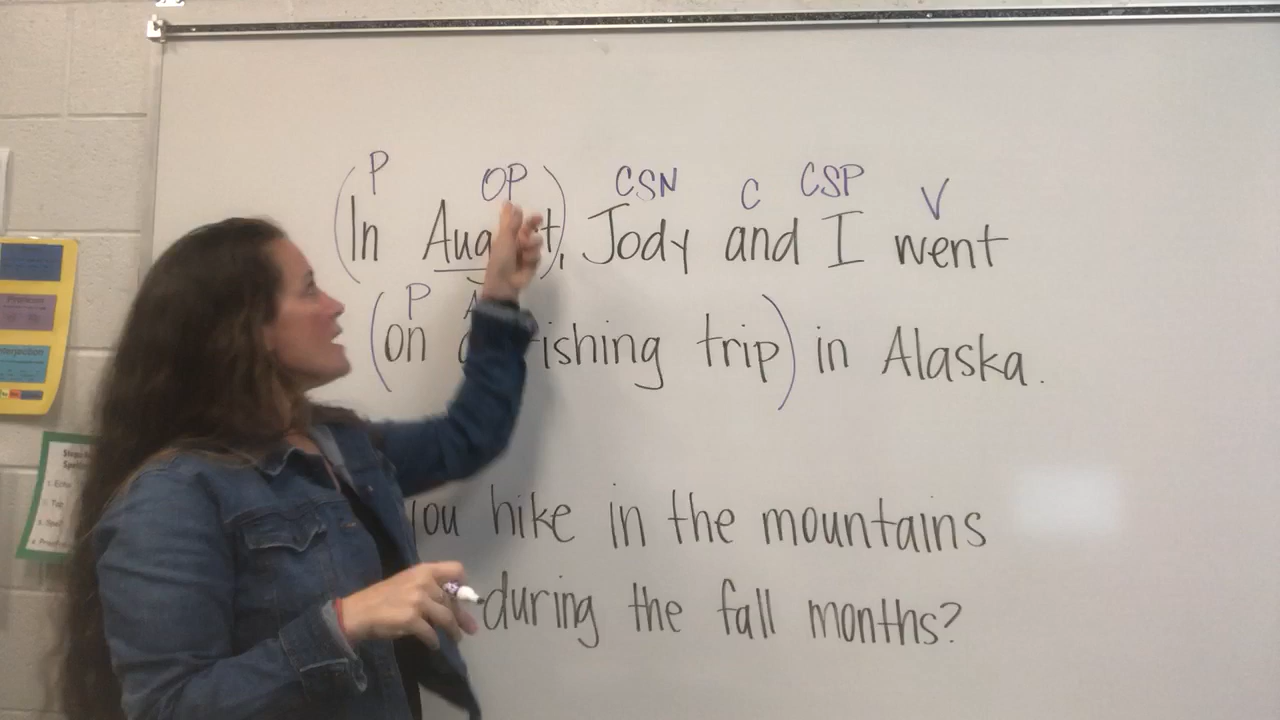 P OP CSN C CSP V
(In August), Jody and I went
P A
(on a fishing trip) in Alaska.
you hike in the mountains
during the fall months?